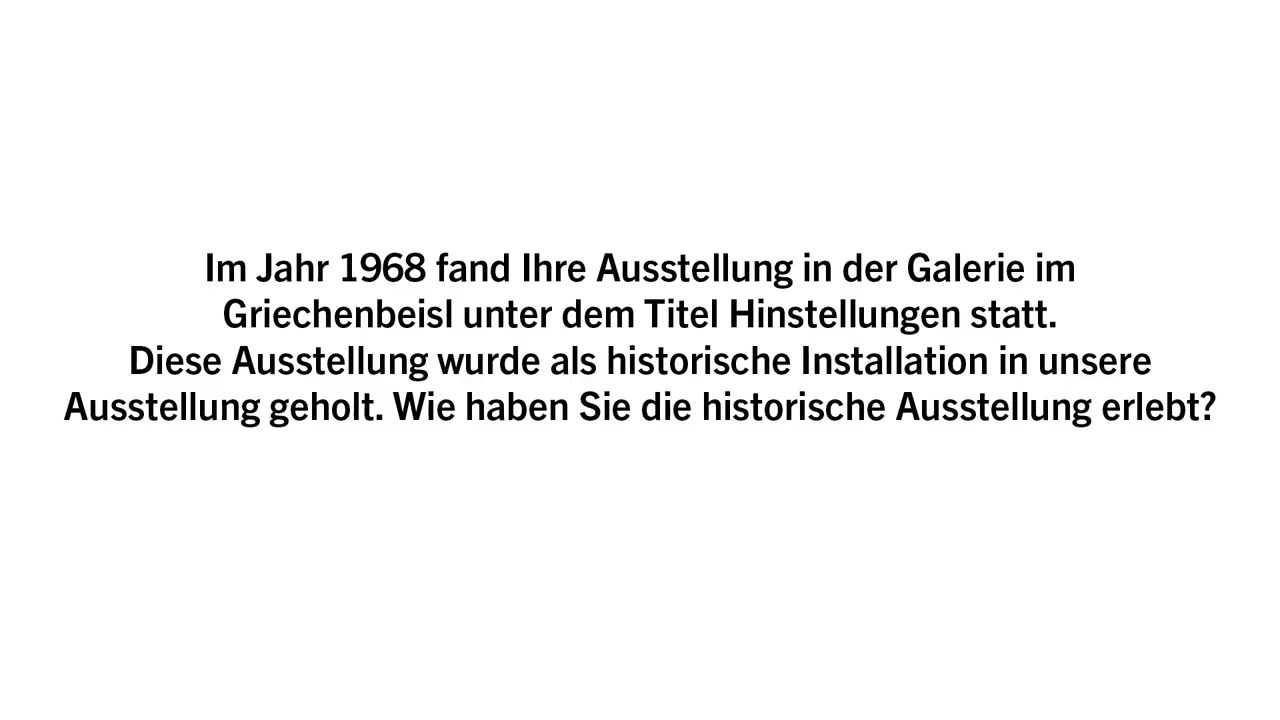 Im Jahr 1968 fand Ihre Ausstellung in der Galerie im
Griechenbeisl unter dem Titel Hinstellungen statt.
Diese Ausstellung wurde als historische Installation in unsere
Ausstellung geholt. Wie haben Sie die historische Ausstellung erlebt?